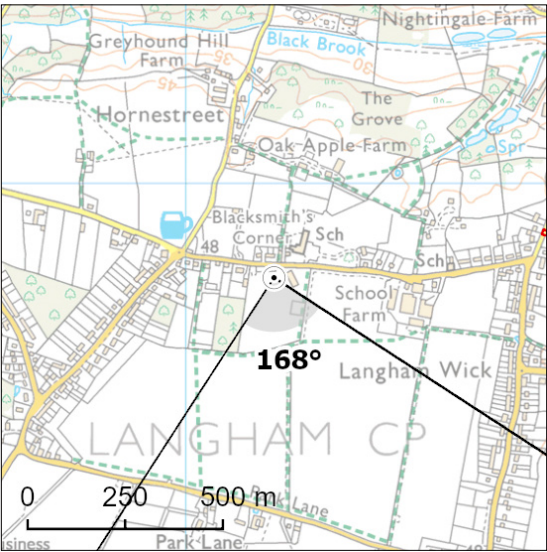 Nightingale Farm
Greyhound Hill
Farm
Black Brook
35
30
45
The
Grove
Hornestreet
Oak Apple Farm
Spr
Blacksmith's
Corner
Sch
48
Sch
School
Farm
168°
Langham Wick
LANGHAM CP
0 250 500 m
Park Lane
usiness
Park Lane